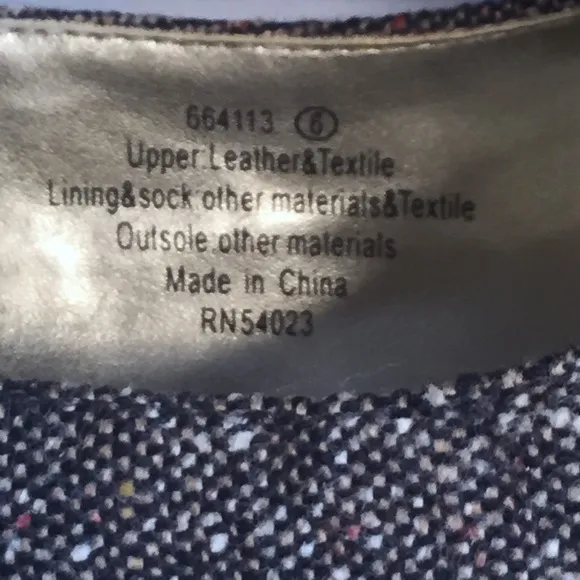 664113 6
Upper:Leather&Textile
Lining&sock:other materials&Textile
Outsole:other materials
Made in China
RN54023